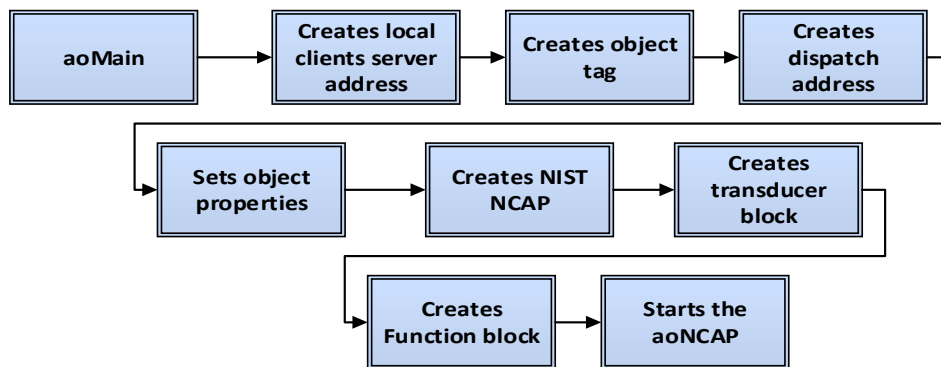 aoMain
Creates local
clients server
address
Creates object
tag
Creates
dispatch
address
Sets object
properties
Creates NIST
NCAP
Creates
transducer
block
Creates
Function block
Starts the
aoNCAP